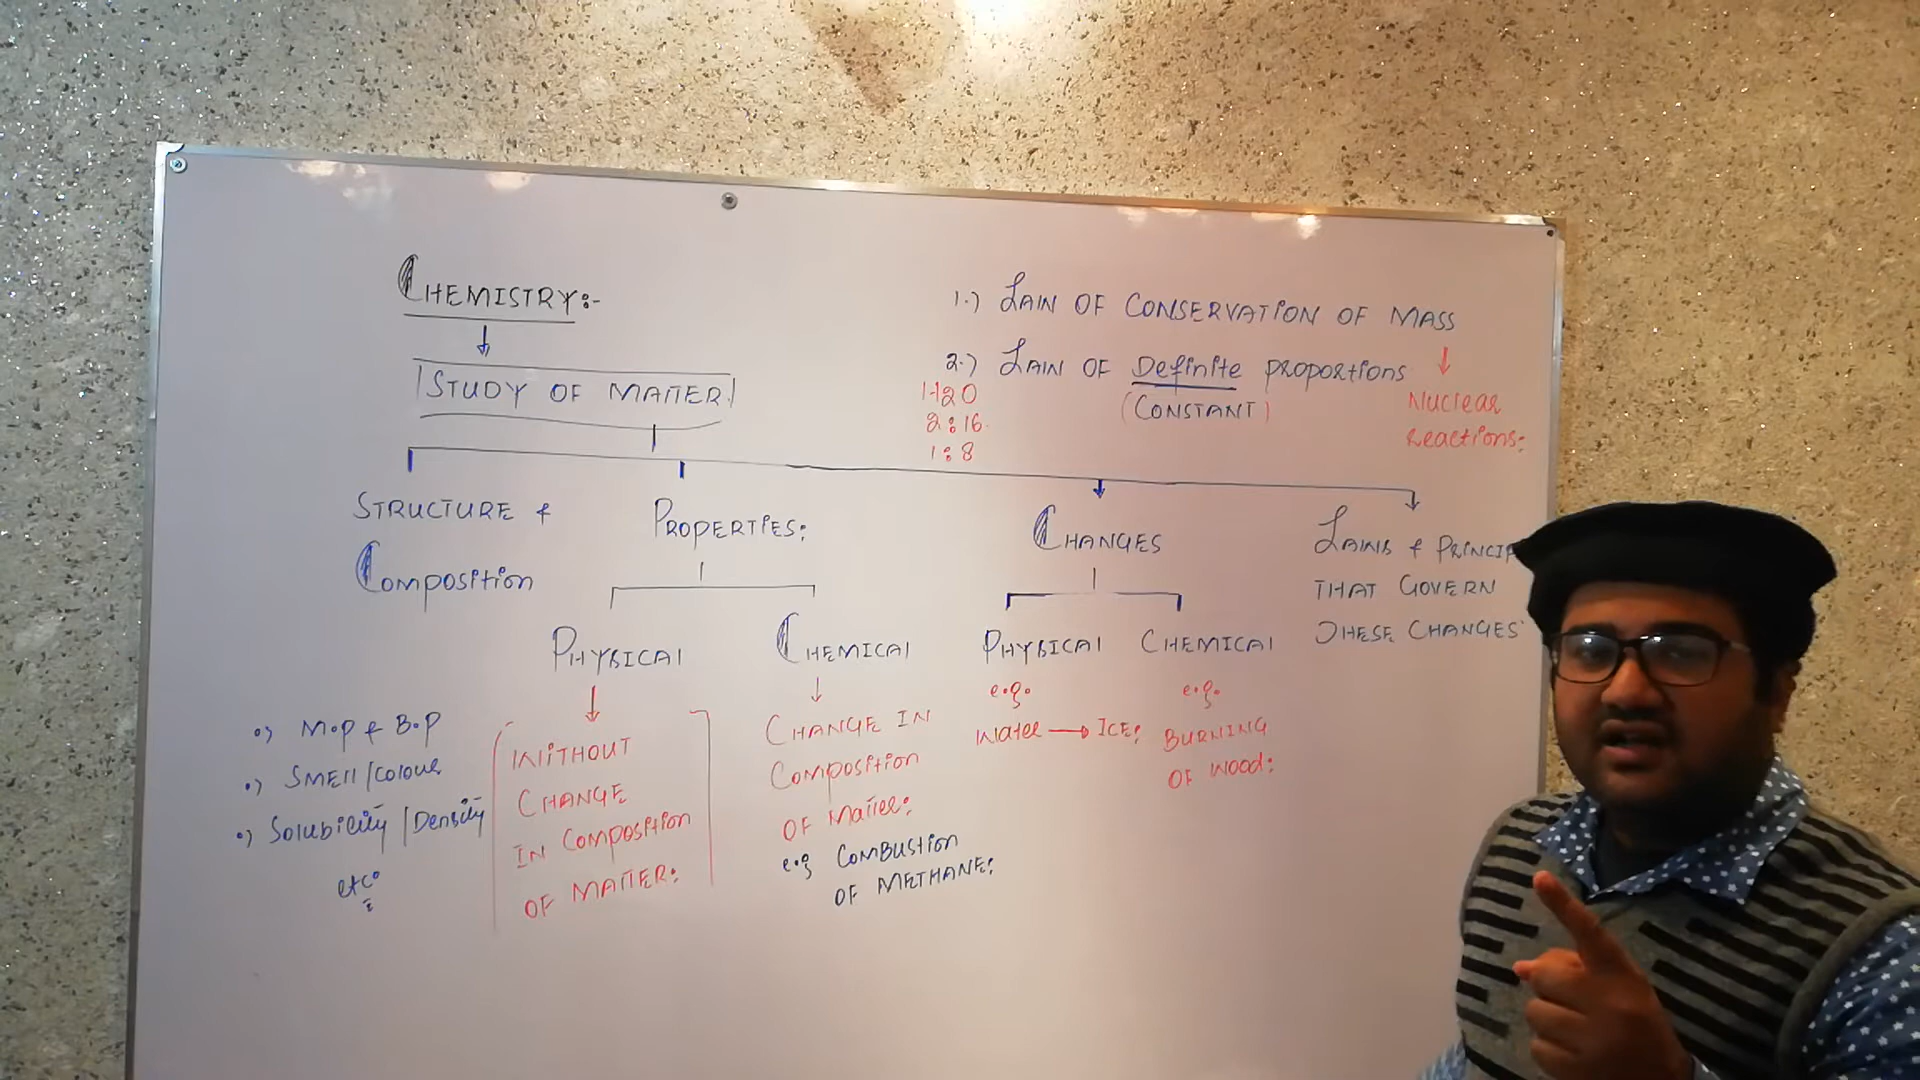 CHEMISTRY:-
STUDY OF MATTER
1.) LAW OF CONSERVATION OF MASS
2.) LAW OF Definite PROPORTIONS
(CONSTANT)
Nuclear
Reactions:
H2O
2:16
1:8
STRUCTURE &
COMPOSITION
PROPERTIES:
PHYSICAL
CHEMICAL
CHANGES
PHYSICAL
CHEMICAL
LAWS & PRINCIP
THAT GOVERN
THESE CHANGES
•) M.P & B.P
•) SMELL/COLOUR
•) Solubility/Density
etc.
WITHOUT
CHANGE
IN COMPOSITION
OF MATTER:
CHANGE IN
COMPOSITION
OF MATTER:
e.g COMBUSTION
OF METHANE:
e.g.
WATER → ICE:
e.g.
BURNING
OF WOOD: